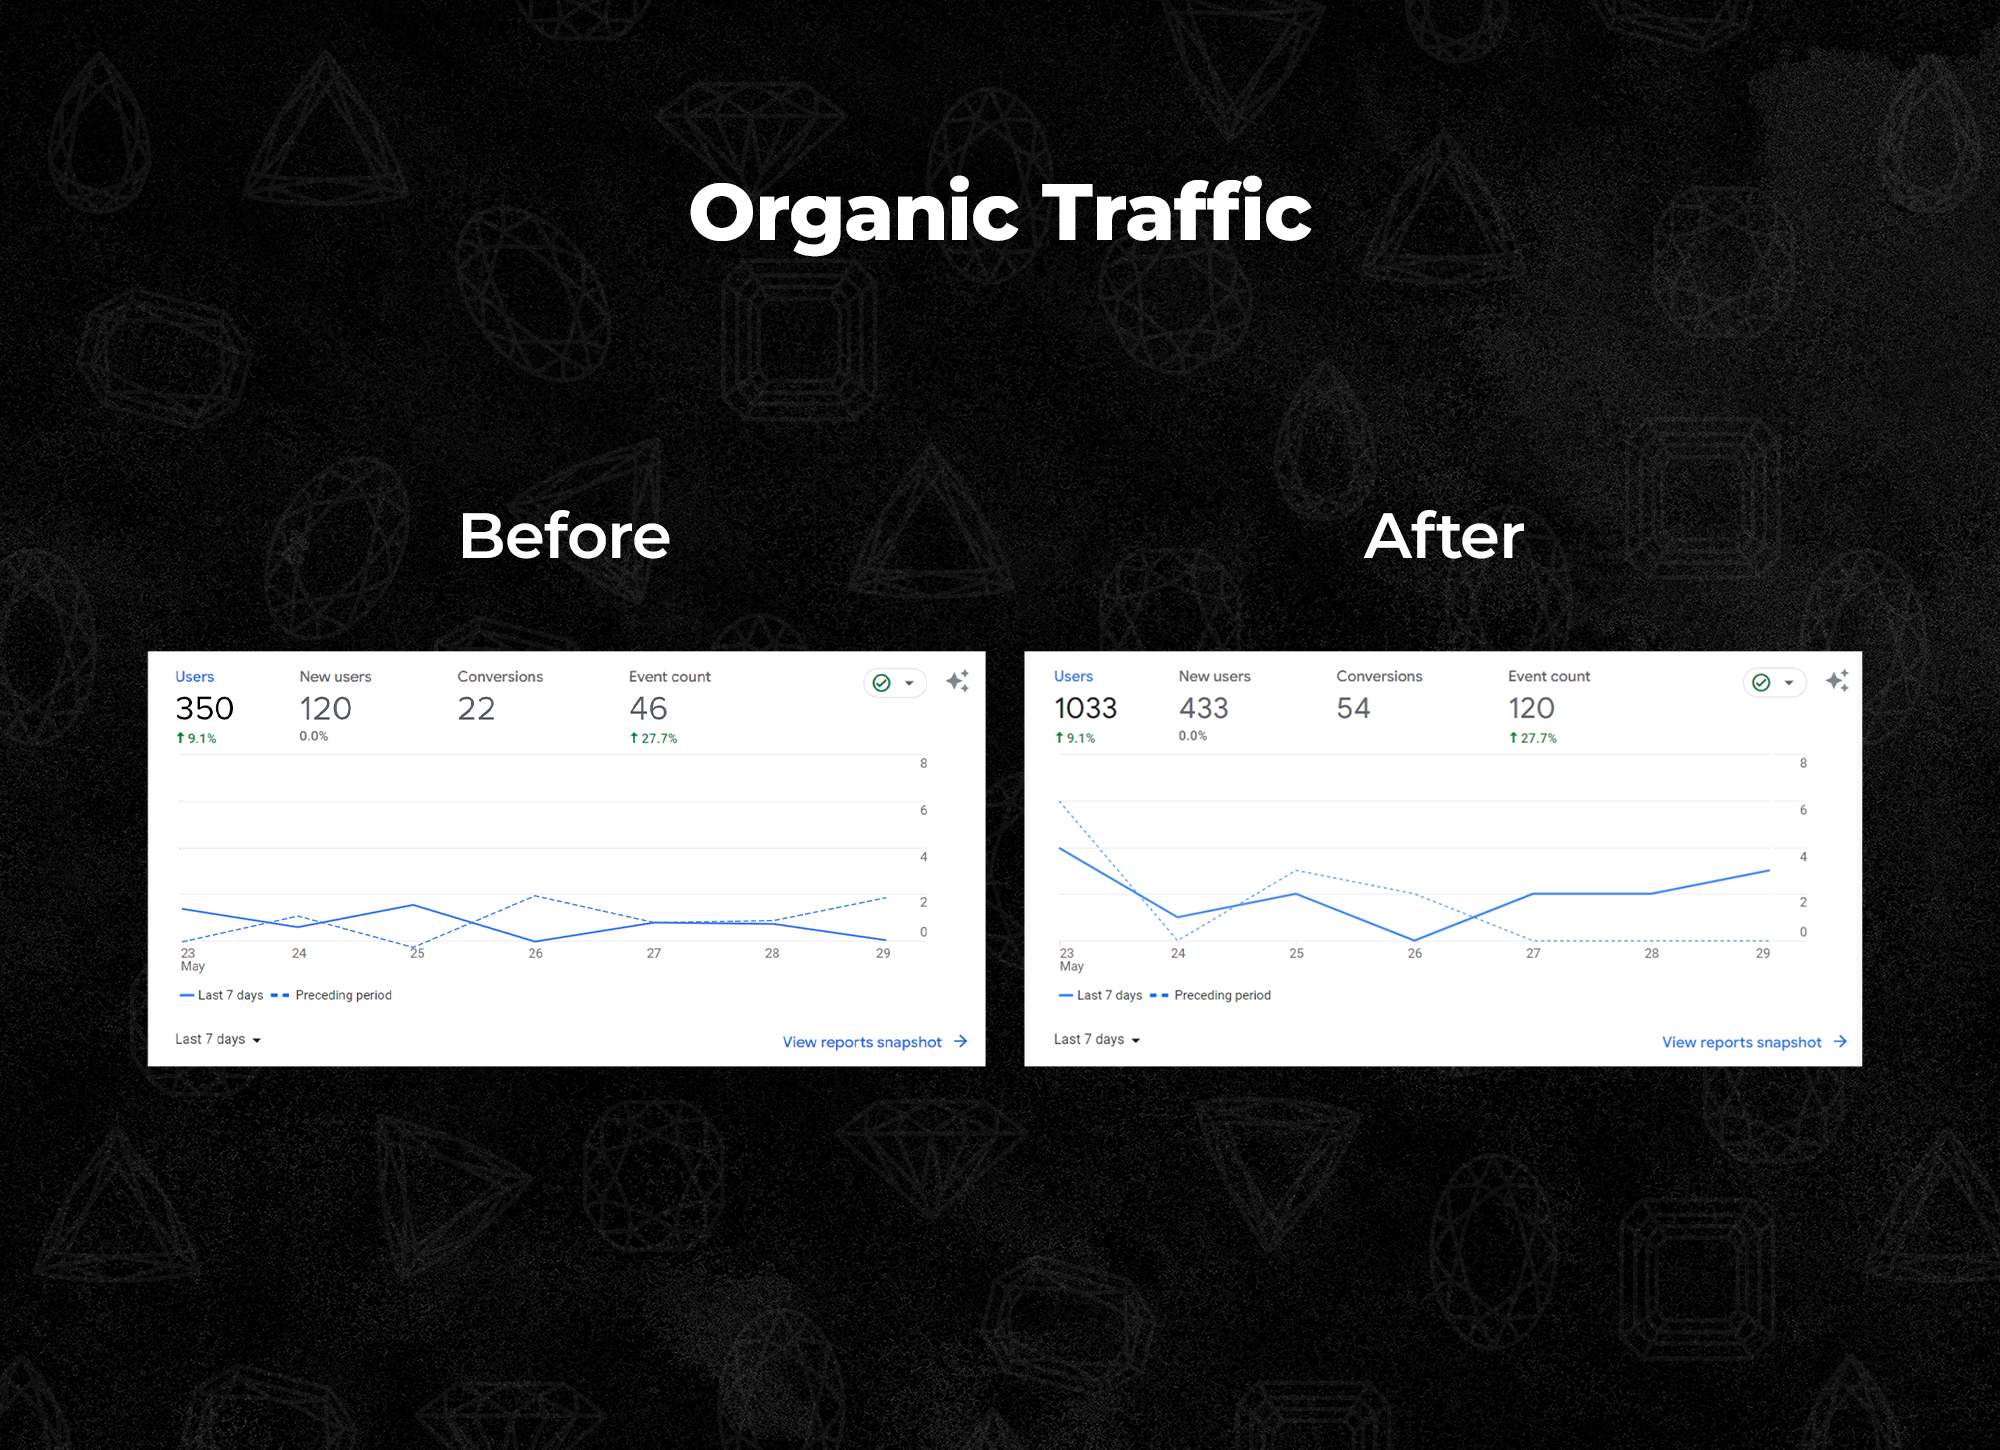 Organic Traffic
Before
After
Users New users Conversions Event count
350 120 22 46
↑ 9.1% 0.0% ↑ 27.7%
8
6
4
2
0
23 24 25 26 27 28 29
May
Last 7 days Preceding period
Last 7 days
View reports snapshot →
Users New users Conversions Event count
1033 433 54 120
↑ 9.1% 0.0% ↑ 27.7%
8
6
4
2
0
23 24 25 26 27 28 29
May
Last 7 days Preceding period
Last 7 days
View reports snapshot →